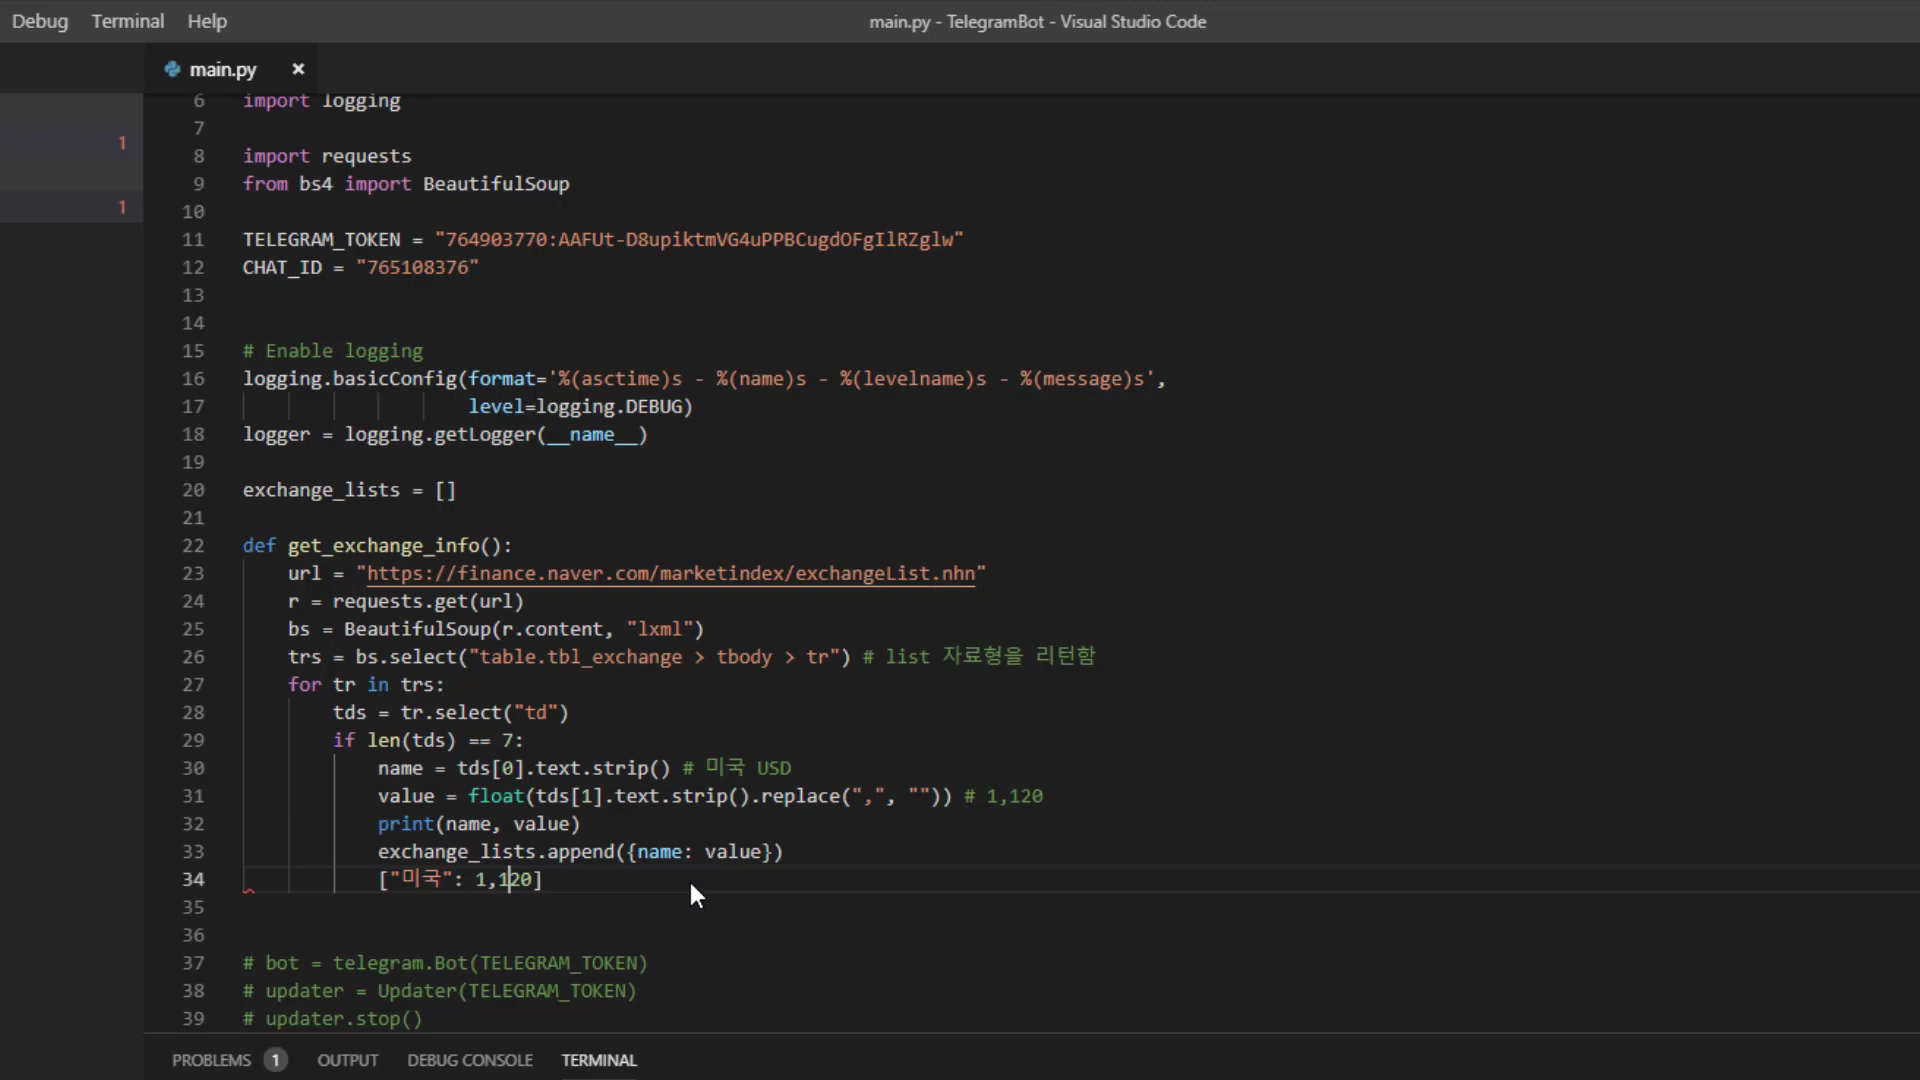 Debug Terminal Help
main.py - TelegramBot - Visual Studio Code
main.py ×
1
1
6 import logging
7
8 import requests
9 from bs4 import BeautifulSoup
10
11 TELEGRAM_TOKEN = "764903770:AAFUt-D8upiktmVG4uPPBCugdOFgIlRZglw"
12 CHAT_ID = "765108376"
13
14
15 # Enable logging
16 logging.basicConfig(format='%(asctime)s - %(name)s - %(levelname)s - %(message)s',
17 level=logging.DEBUG)
18 logger = logging.getLogger(__name__)
19
20 exchange_lists = []
21
22 def get_exchange_info():
23 url = "https://finance.naver.com/marketindex/exchangeList.nhn"
24 r = requests.get(url)
25 bs = BeautifulSoup(r.content, "lxml")
26 trs = bs.select("table.tbl_exchange > tbody > tr") # list 자료형을 리턴함
27 for tr in trs:
28 tds = tr.select("td")
29 if len(tds) == 7:
30 name = tds[0].text.strip() # 미국 USD
31 value = float(tds[1].text.strip().replace(",", "")) # 1,120
32 print(name, value)
33 exchange_lists.append({name: value})
34 ["미국": 1,120]
35
36
37 # bot = telegram.Bot(TELEGRAM_TOKEN)
38 # updater = Updater(TELEGRAM_TOKEN)
39 # updater.stop()
PROBLEMS 1 OUTPUT DEBUG CONSOLE TERMINAL